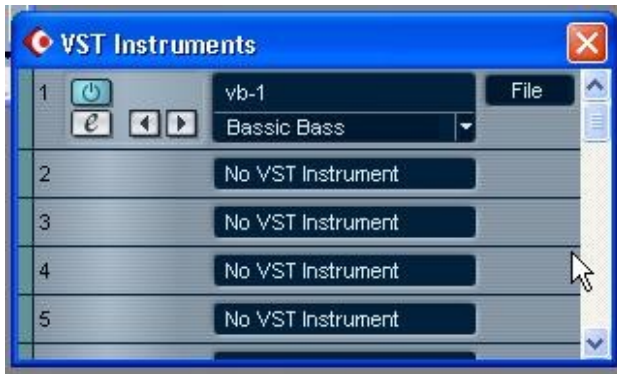 VST Instruments
1 vb-1 File
e Bassic Bass
2 No VST Instrument
3 No VST Instrument
4 No VST Instrument
5 No VST Instrument